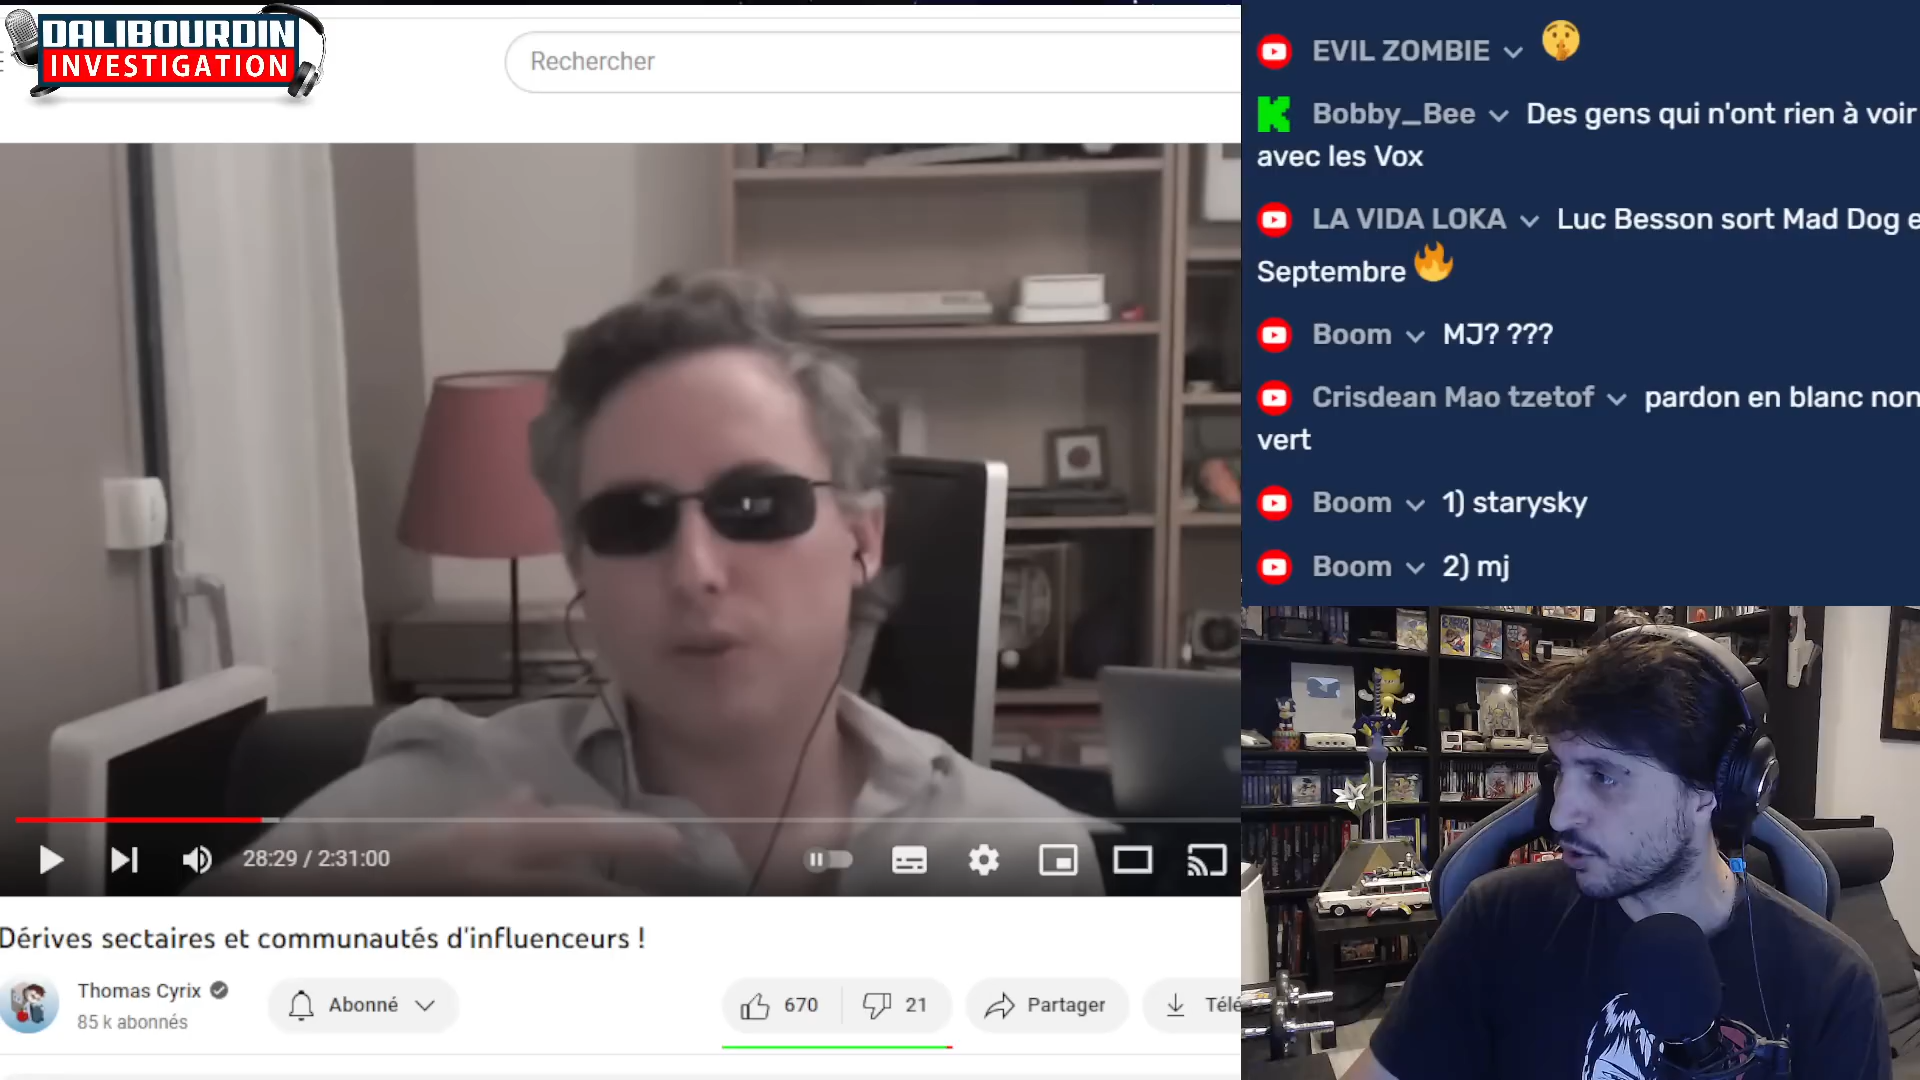 DALIBOURDIN
INVESTIGATION
Rechercher
28:29 / 2:31:00
Dérives sectaires et communautés d'influenceurs !
Thomas Cyrix
85 k abonnés
Abonné
670
21
Partager
Télé
EVIL ZOMBIE
Bobby_Bee Des gens qui n'ont rien à voir
avec les Vox
LA VIDA LOKA Luc Besson sort Mad Dog e
Septembre
Boom MJ? ???
Crisdean Mao tzetof pardon en blanc non
vert
Boom 1) starysky
Boom 2) mj